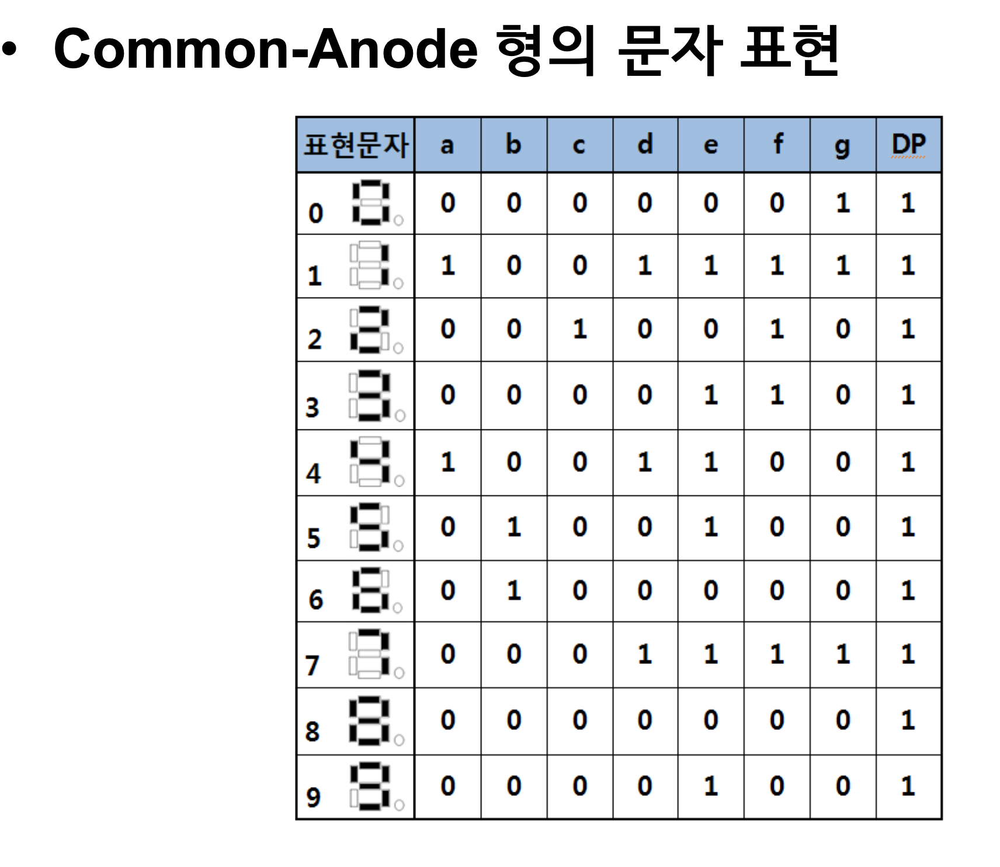 • Common-Anode 형의 문자 표현
표현문자 a b c d e f g DP
0 0 0 0 0 0 0 1 1
1 1 0 0 1 1 1 1 1
2 0 0 1 0 0 1 0 1
3 0 0 0 0 1 1 0 1
4 1 0 0 1 1 0 0 1
5 0 1 0 0 1 0 0 1
6 0 1 0 0 0 0 0 1
7 0 0 0 1 1 1 1 1
8 0 0 0 0 0 0 0 1
9 0 0 0 0 1 0 0 1